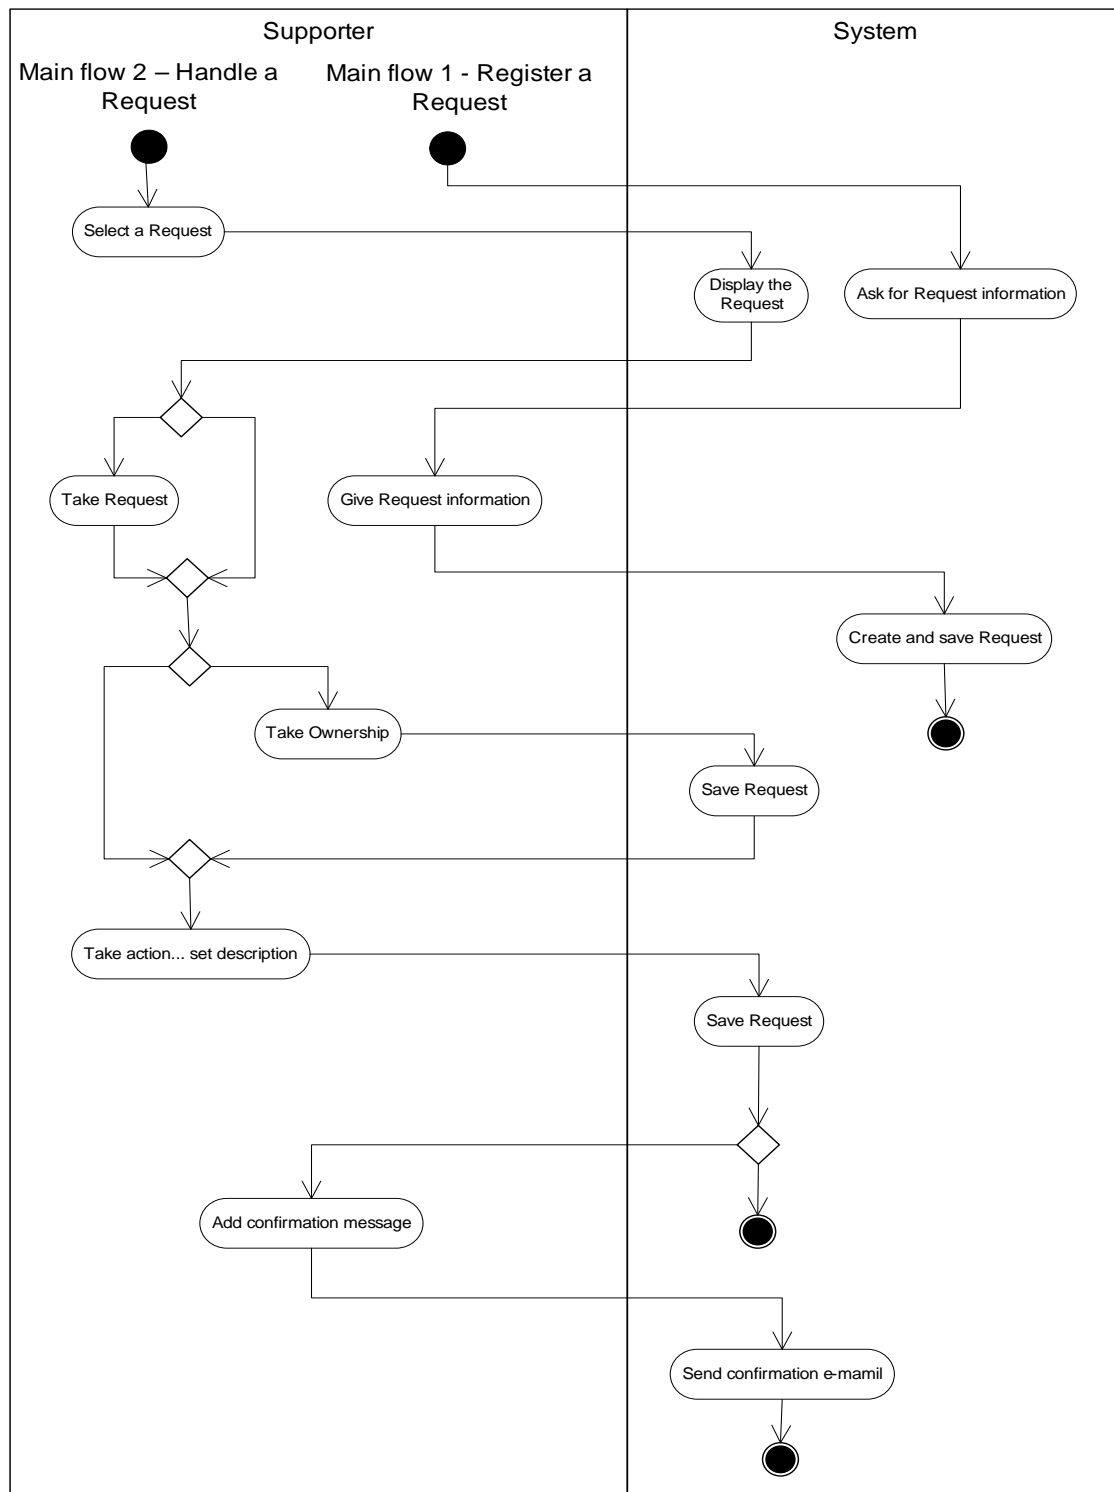 Supporter
System
Main flow 2 – Handle a
Request
Main flow 1 - Register a
Request
Select a Request
Display the
Request
Ask for Request information
Take Request
Give Request information
Create and save Request
Take Ownership
Save Request
Take action... set description
Save Request
Add confirmation message
Send confirmation e-mamil